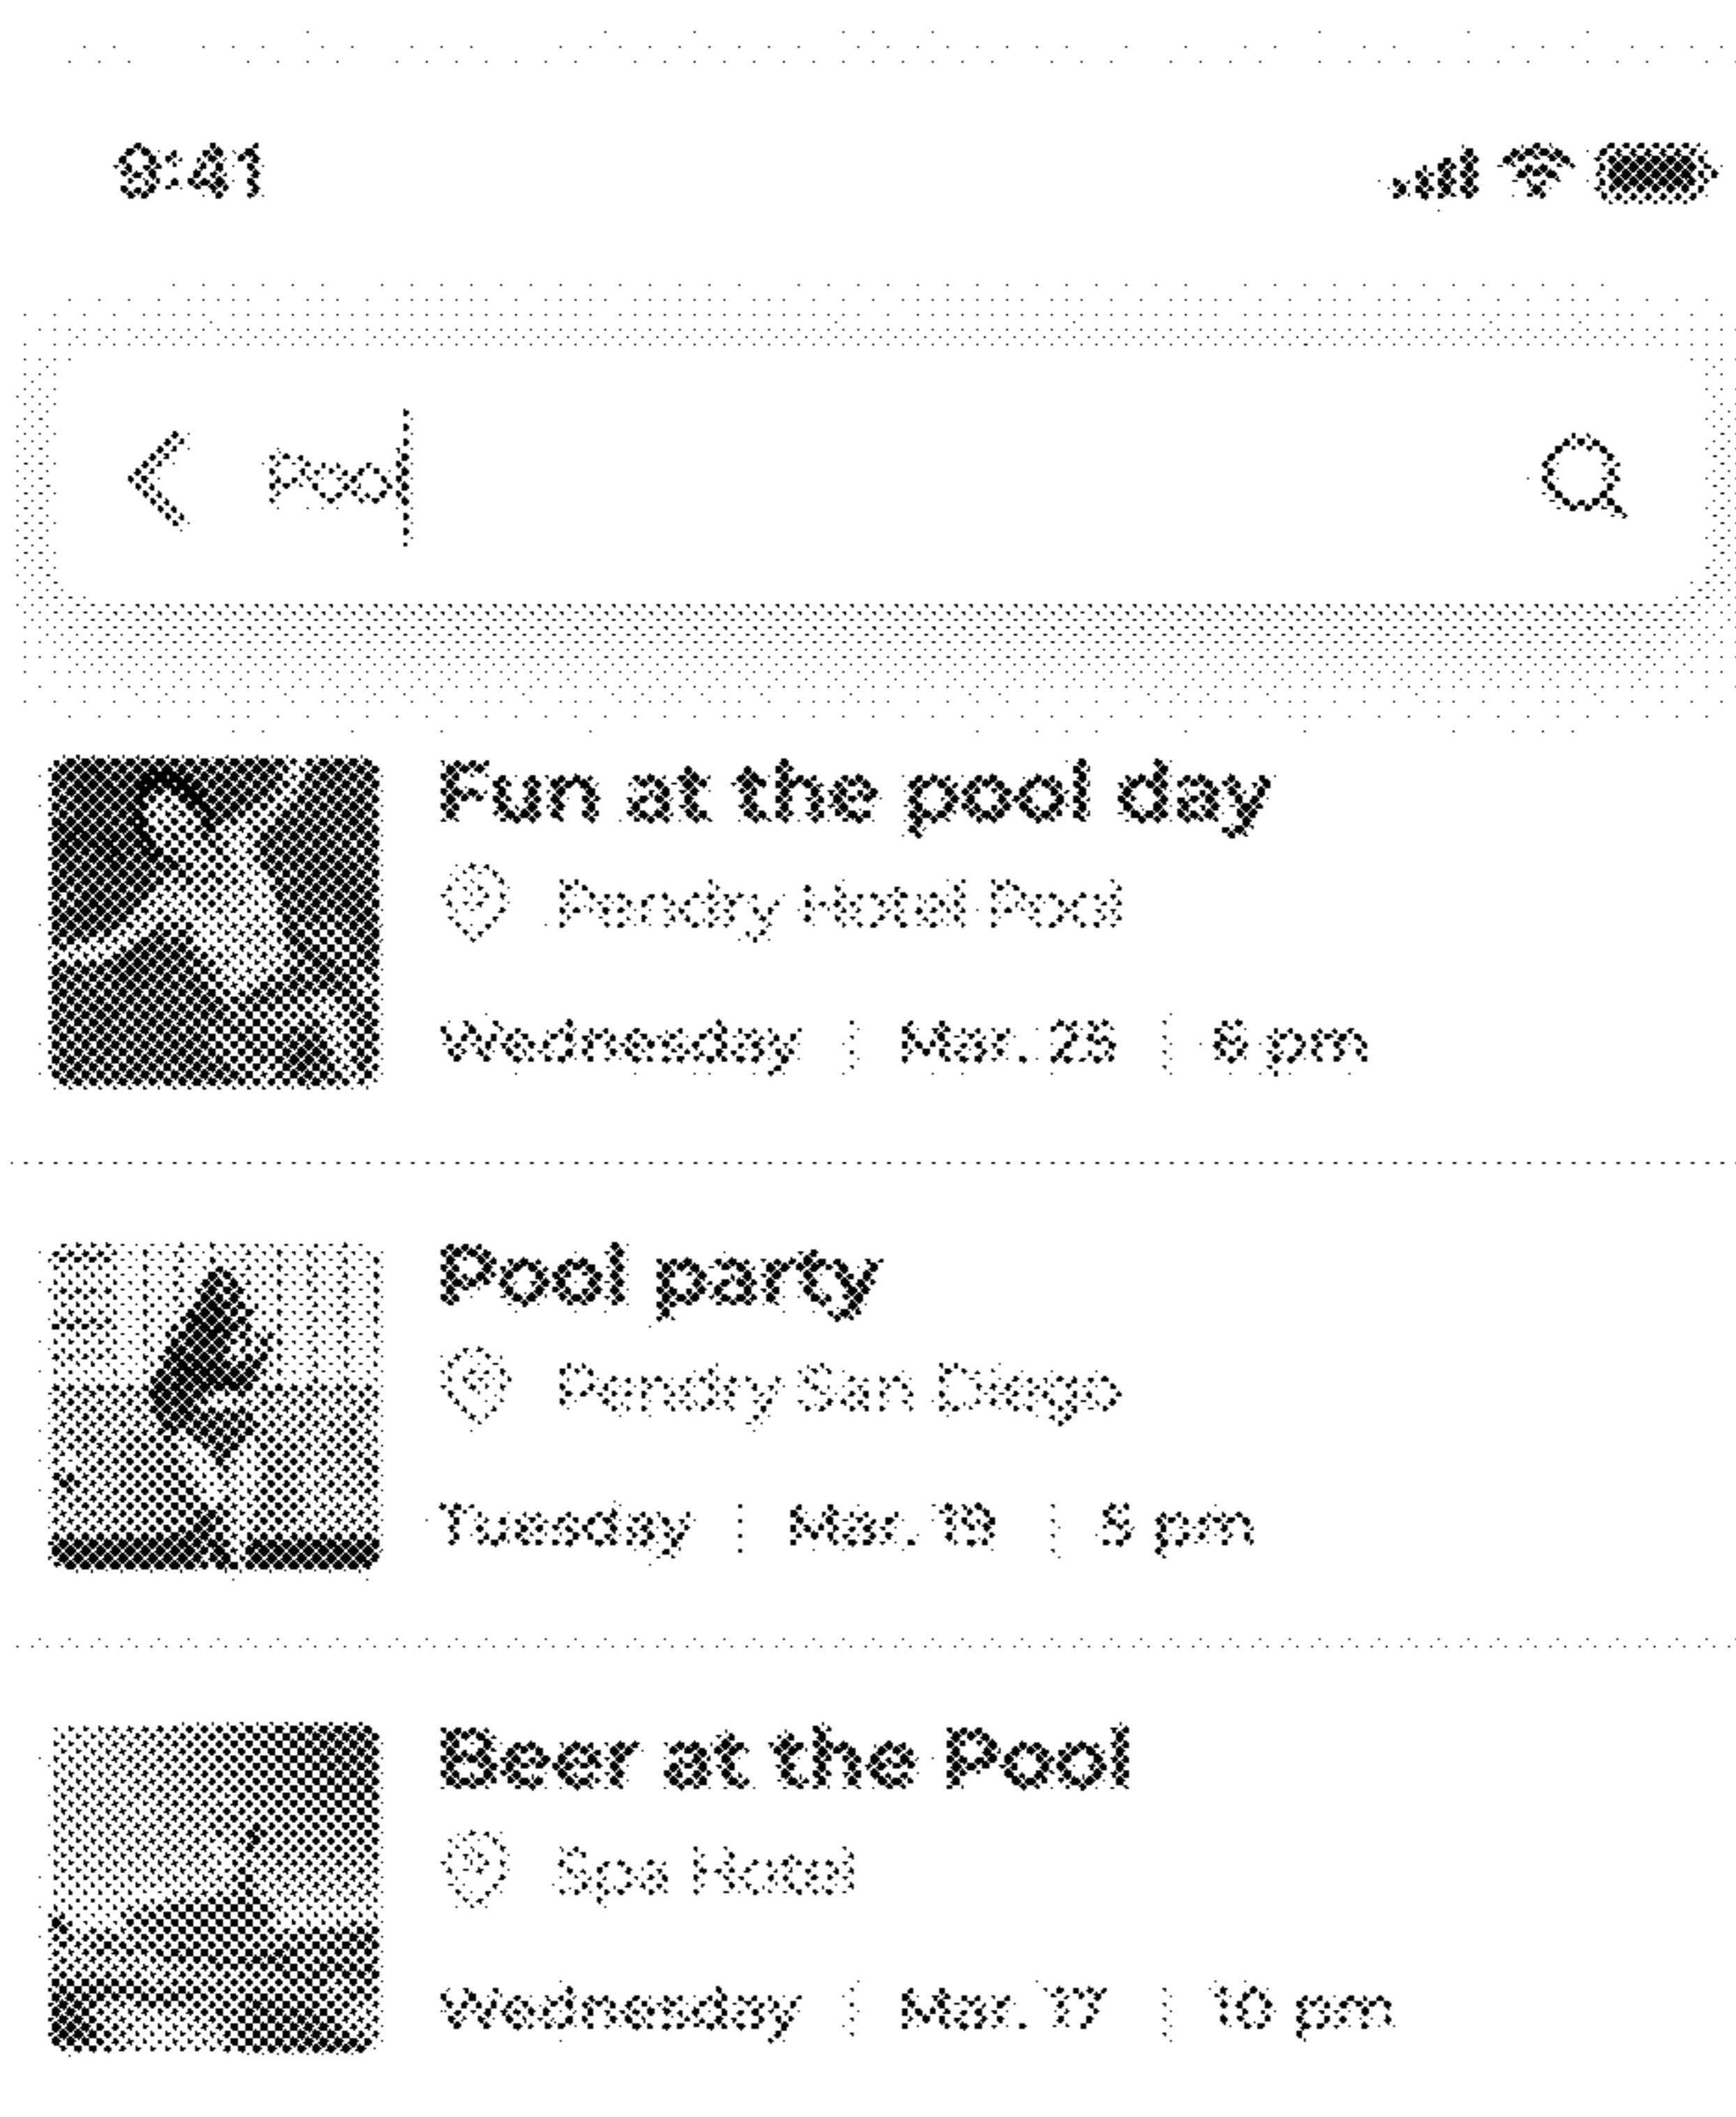 9:41
Pool
Fun at the pool day
Pendry Hotel Pool
Wednesday | Mar. 25 | 6 pm
Pool party
Pendry San Diego
Tuesday | Mar. 19 | 5 pm
Beer at the Pool
Spa Hotel
Wednesday | Mar. 17 | 10 pm